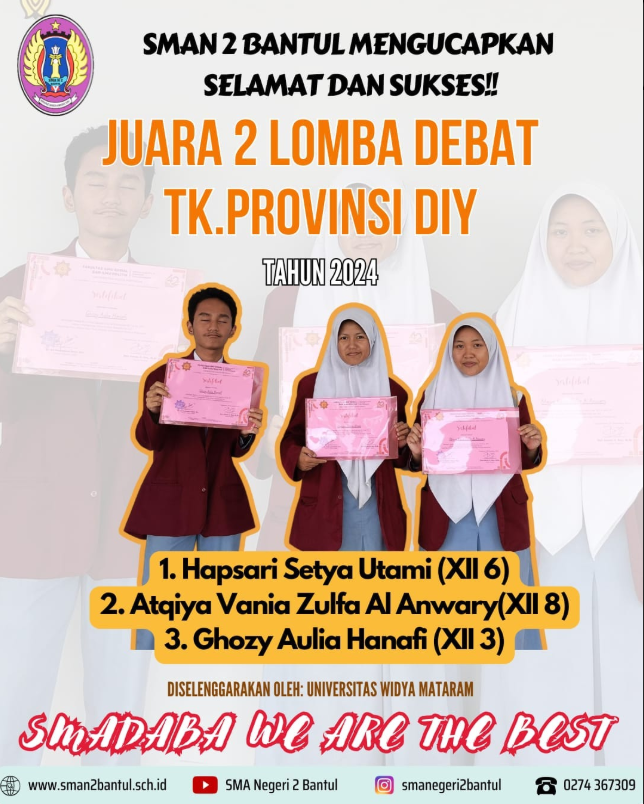 SMAN 2 BANTUL MENGUCAPKAN
SELAMAT DAN SUKSES!!
JUARA 2 LOMBA DEBAT
TK.PROVINSI DIY
TAHUN 2024
1. Hapsari Setya Utami (XII 6)
2. Atqiya Vania Zulfa Al Anwary(XII 8)
3. Ghozy Aulia Hanafi (XII 3)
DISELENGGARAKAN OLEH: UNIVERSITAS WIDYA MATARAM
SMADABA WE ARE THE BEST
www.sman2bantul.sch.id
SMA Negeri 2 Bantul
smanegeri2bantul
0274 367309